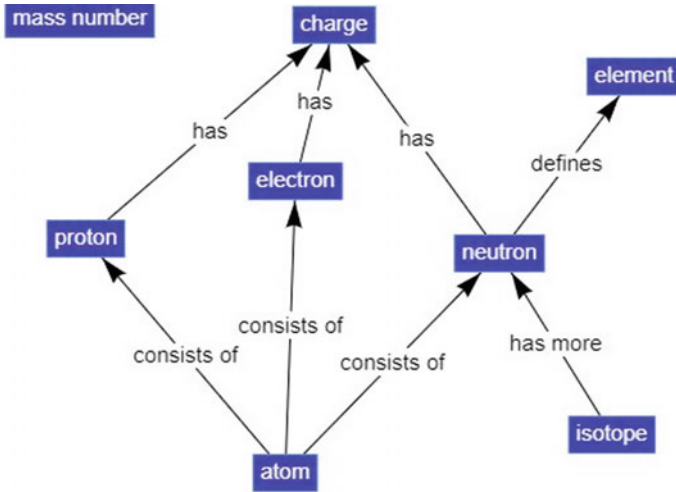 mass number
charge
element
has
has
has
defines
electron
proton
neutron
consists of
has more
consists of
consists of
isotope
atom